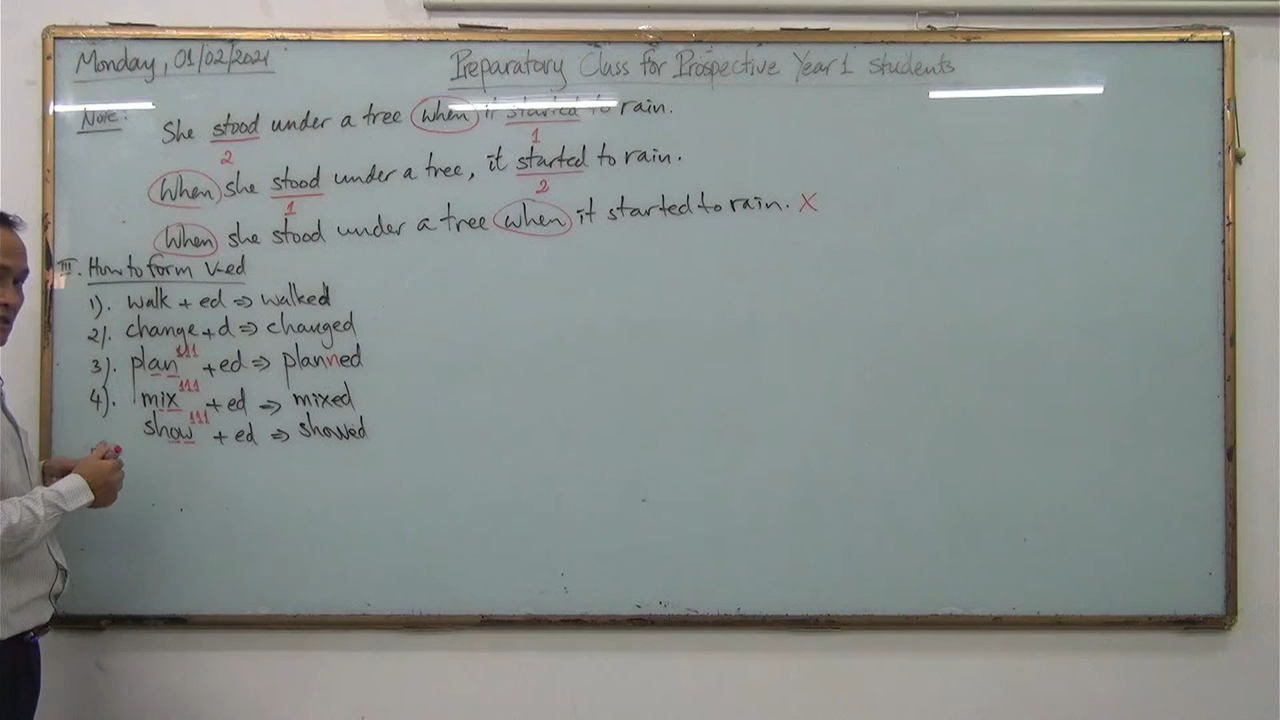 Monday, 01/02/2021
Preparatory Class for Prospective Year 1 Students
Note: She stood under a tree when it started to rain.
2 1
When she stood under a tree, it started to rain.
1 2
When she stood under a tree when it started to rain. X
III. How to form V-ed
1). walk + ed => walked
2). change + d => changed
3). plan 111 + ed => planned
4). mix 111 + ed => mixed
show 111 + ed => showed